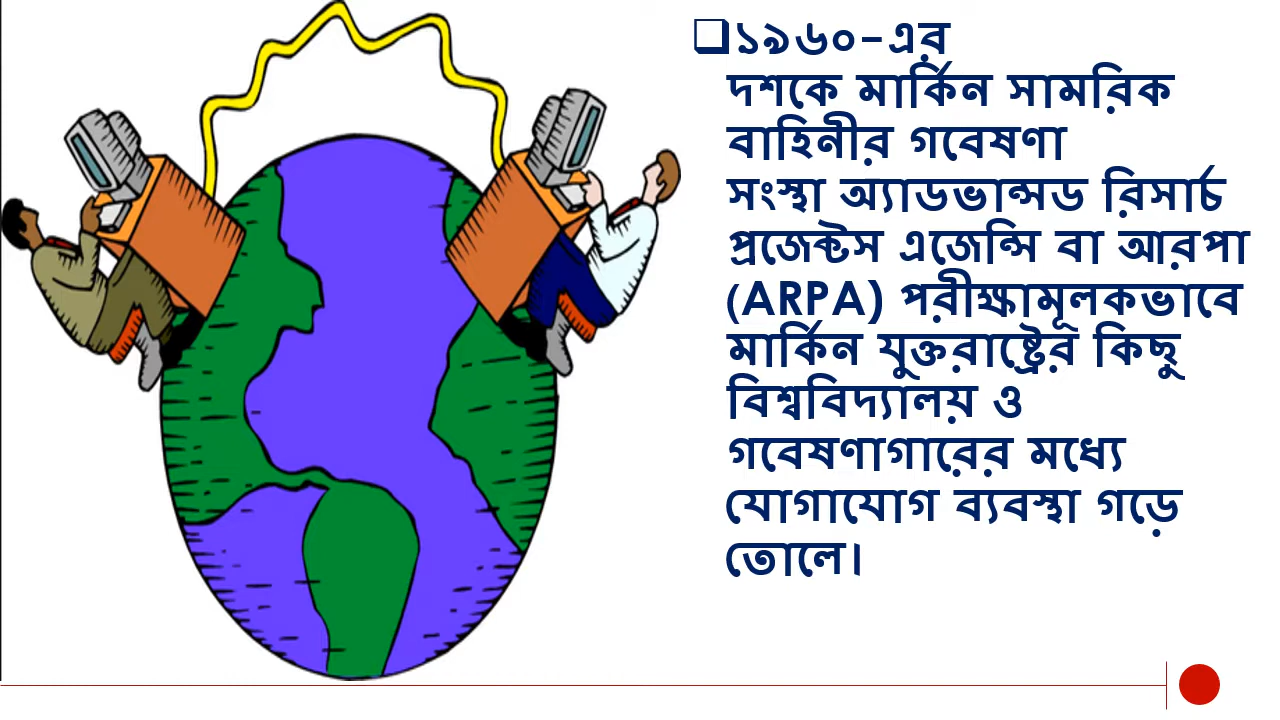 ❑১৯৬০-এর
দশকে মার্কিন সামরিক
বাহিনীর গবেষণা
সংস্থা অ্যাডভান্সড রিসার্চ
প্রজেক্টস এজেন্সি বা আরপা
(ARPA) পরীক্ষামূলকভাবে
মার্কিন যুক্তরাষ্ট্রের কিছু
বিশ্ববিদ্যালয় ও
গবেষণাগারের মধ্যে
যোগাযোগ ব্যবস্থা গড়ে
তোলে।